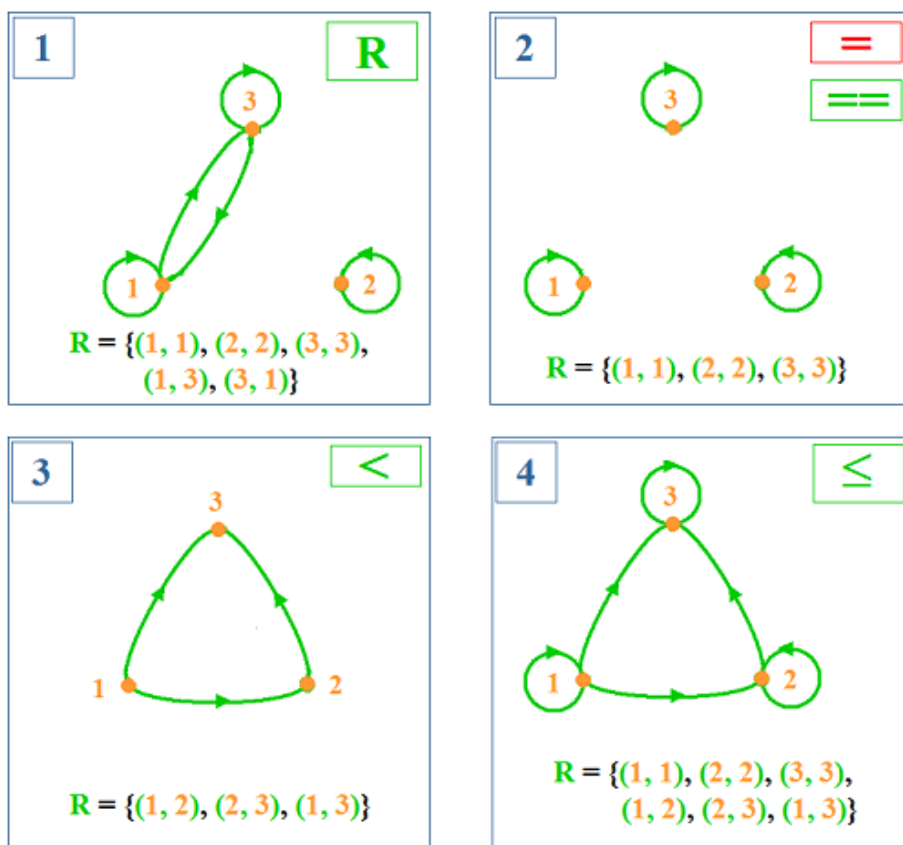 1
R
3
1
2
R = {(1, 1), (2, 2), (3, 3),
(1, 3), (3, 1)}
2
=
==
3
1
2
R = {(1, 1), (2, 2), (3, 3)}
3
<
3
1
2
R = {(1, 2), (2, 3), (1, 3)}
4
≤
3
1
2
R = {(1, 1), (2, 2), (3, 3),
(1, 2), (2, 3), (1, 3)}